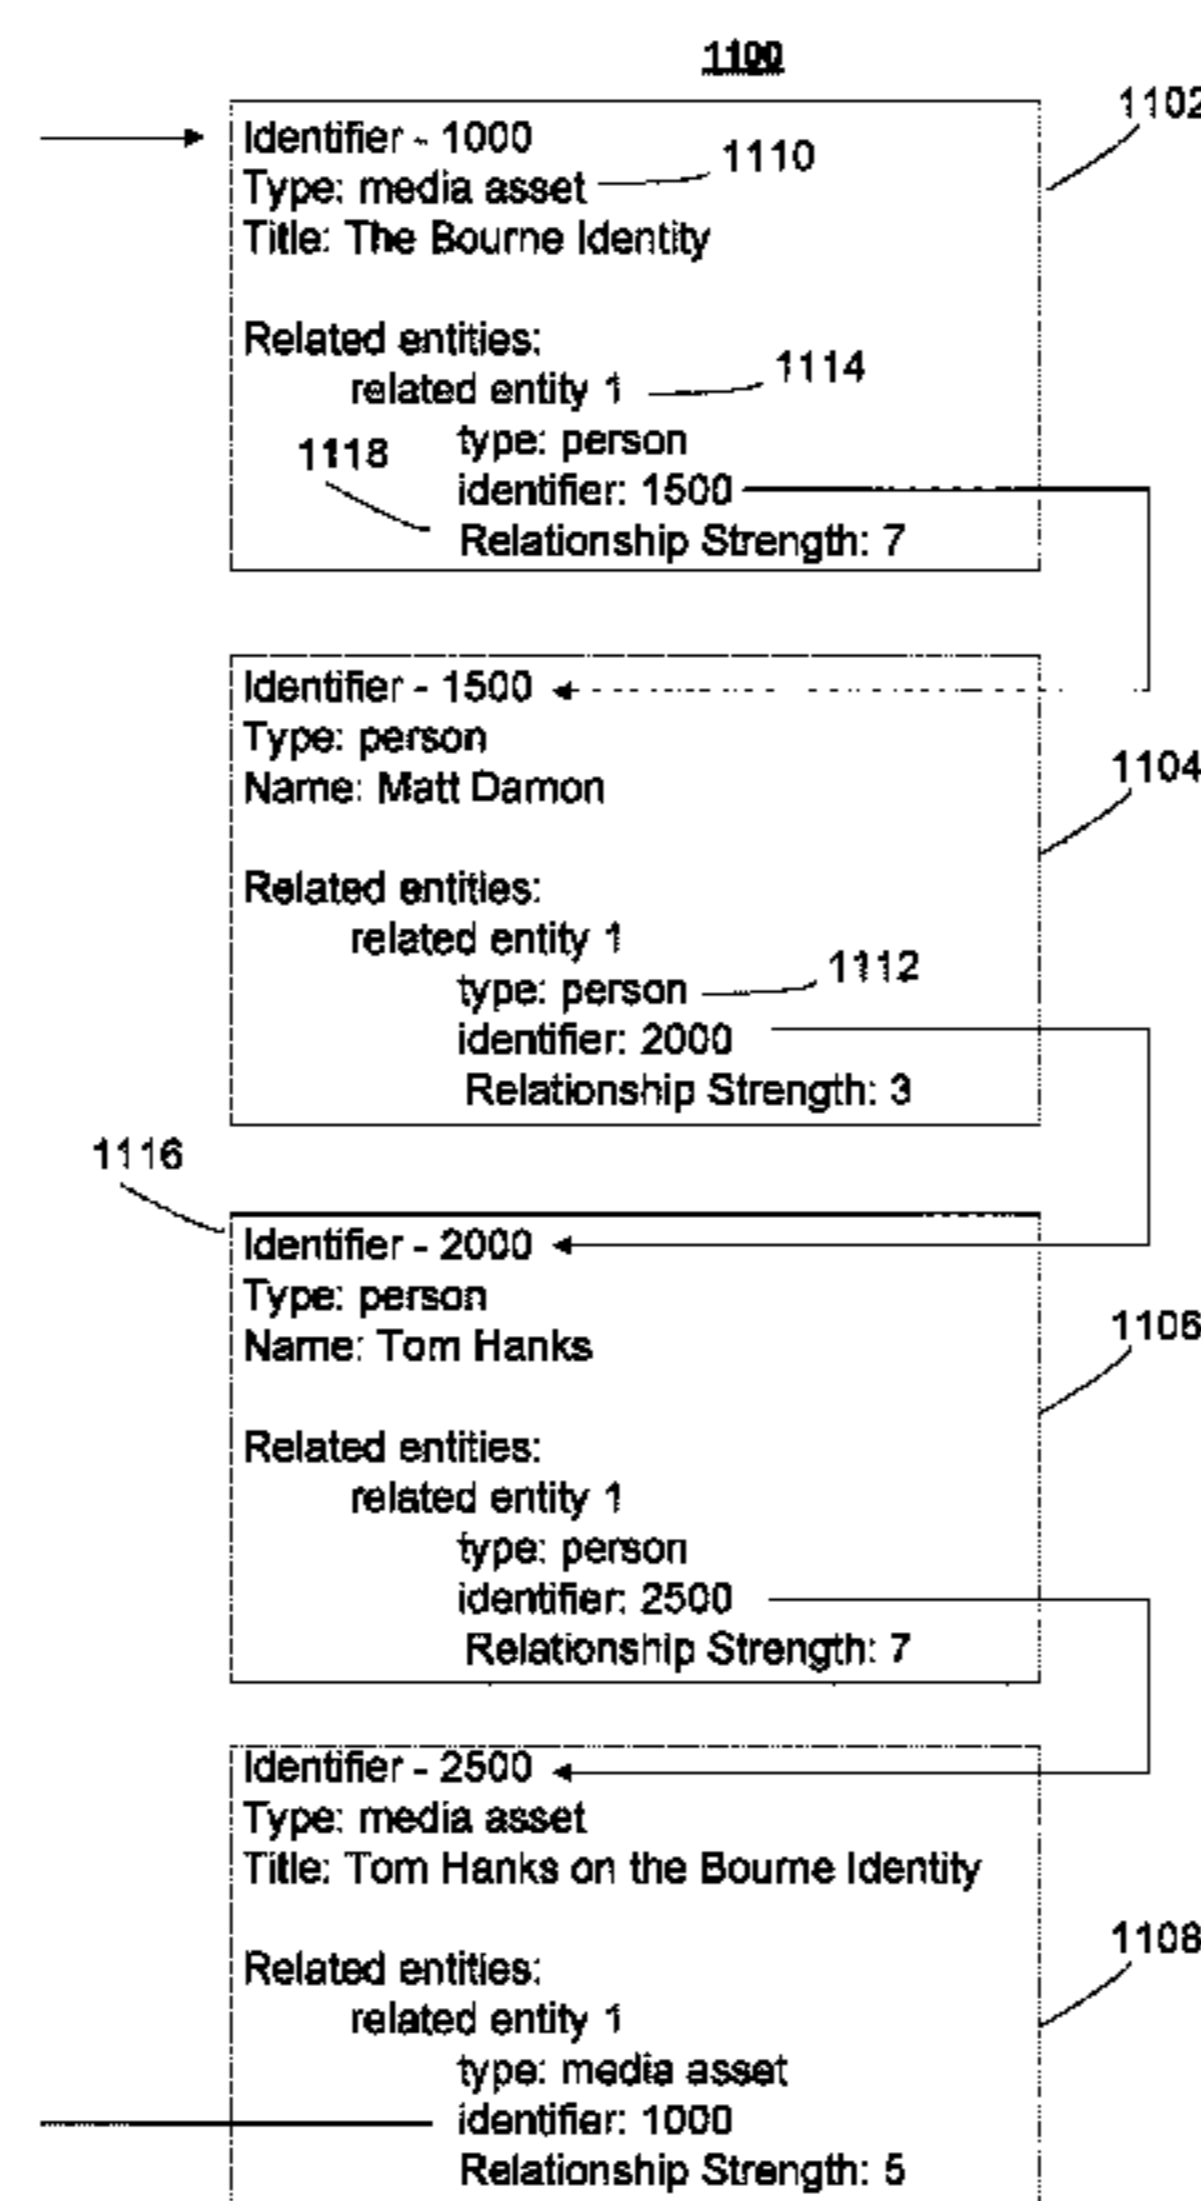 1100
1102
Identifier - 1000
1110
Type: media asset
Title: The Bourne Identity
Related entities:
1114
related entity 1
type: person
1118
identifier: 1500
Relationship Strength: 7
Identifier - 1500
Type: person
1104
Name: Matt Damon
Related entities:
related entity 1
1112
type: person
identifier: 2000
Relationship Strength: 3
1116
Identifier - 2000
Type: person
1106
Name: Tom Hanks
Related entities:
related entity 1
type: person
identifier: 2500
Relationship Strength: 7
Identifier - 2500
Type: media asset
Title: Tom Hanks on the Bourne Identity
1108
Related entities:
related entity 1
type: media asset
identifier: 1000
Relationship Strength: 5